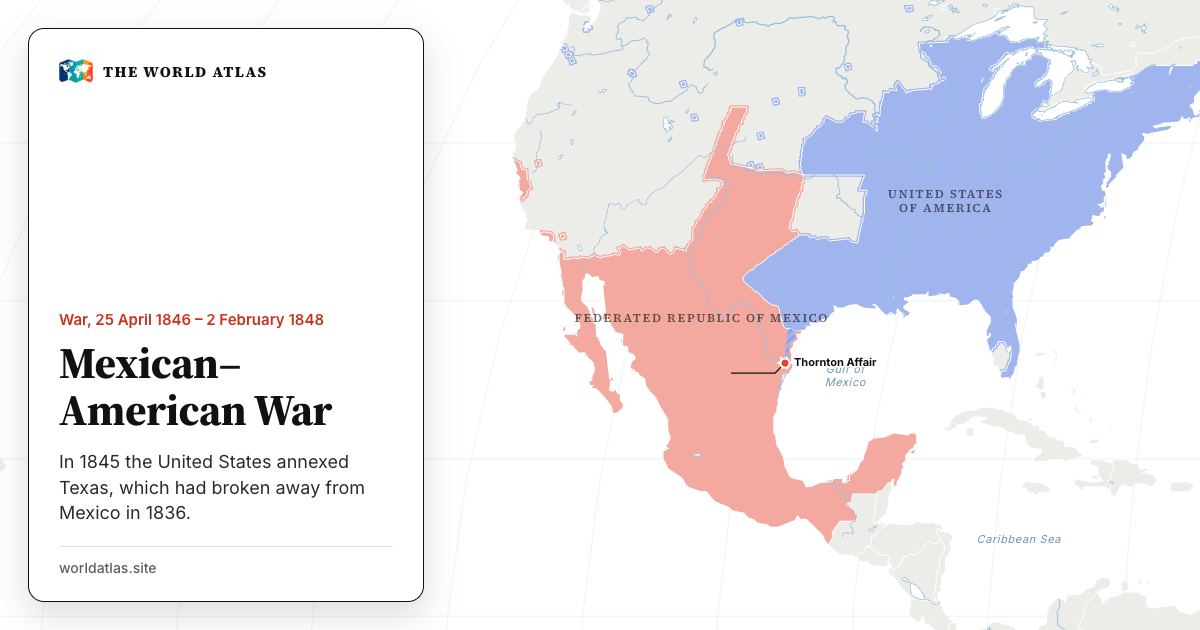 THE WORLD ATLAS
War, 25 April 1846 – 2 February 1848
Mexican–
American War
In 1845 the United States annexed
Texas, which had broken away from
Mexico in 1836.
worldatlas.site
UNITED STATES
OF AMERICA
FEDERATED REPUBLIC OF MEXICO
Thornton Affair
Gulf of
Mexico
Caribbean Sea